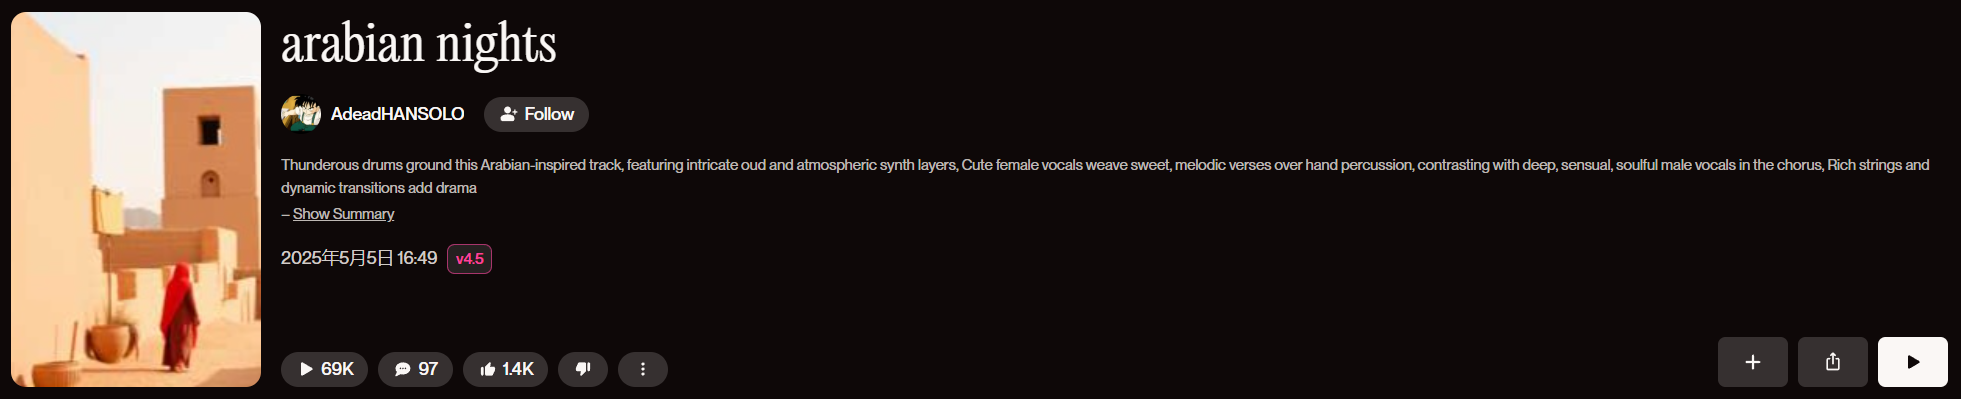 arabian nights
AdeadHANSOLO
Follow
Thunderous drums ground this Arabian-inspired track, featuring intricate oud and atmospheric synth layers, Cute female vocals weave sweet, melodic verses over hand percussion, contrasting with deep, sensual, soulful male vocals in the chorus, Rich strings and
dynamic transitions add drama
– Show Summary
2025年5月5日 16:49 v4.5
69K 97 1.4K